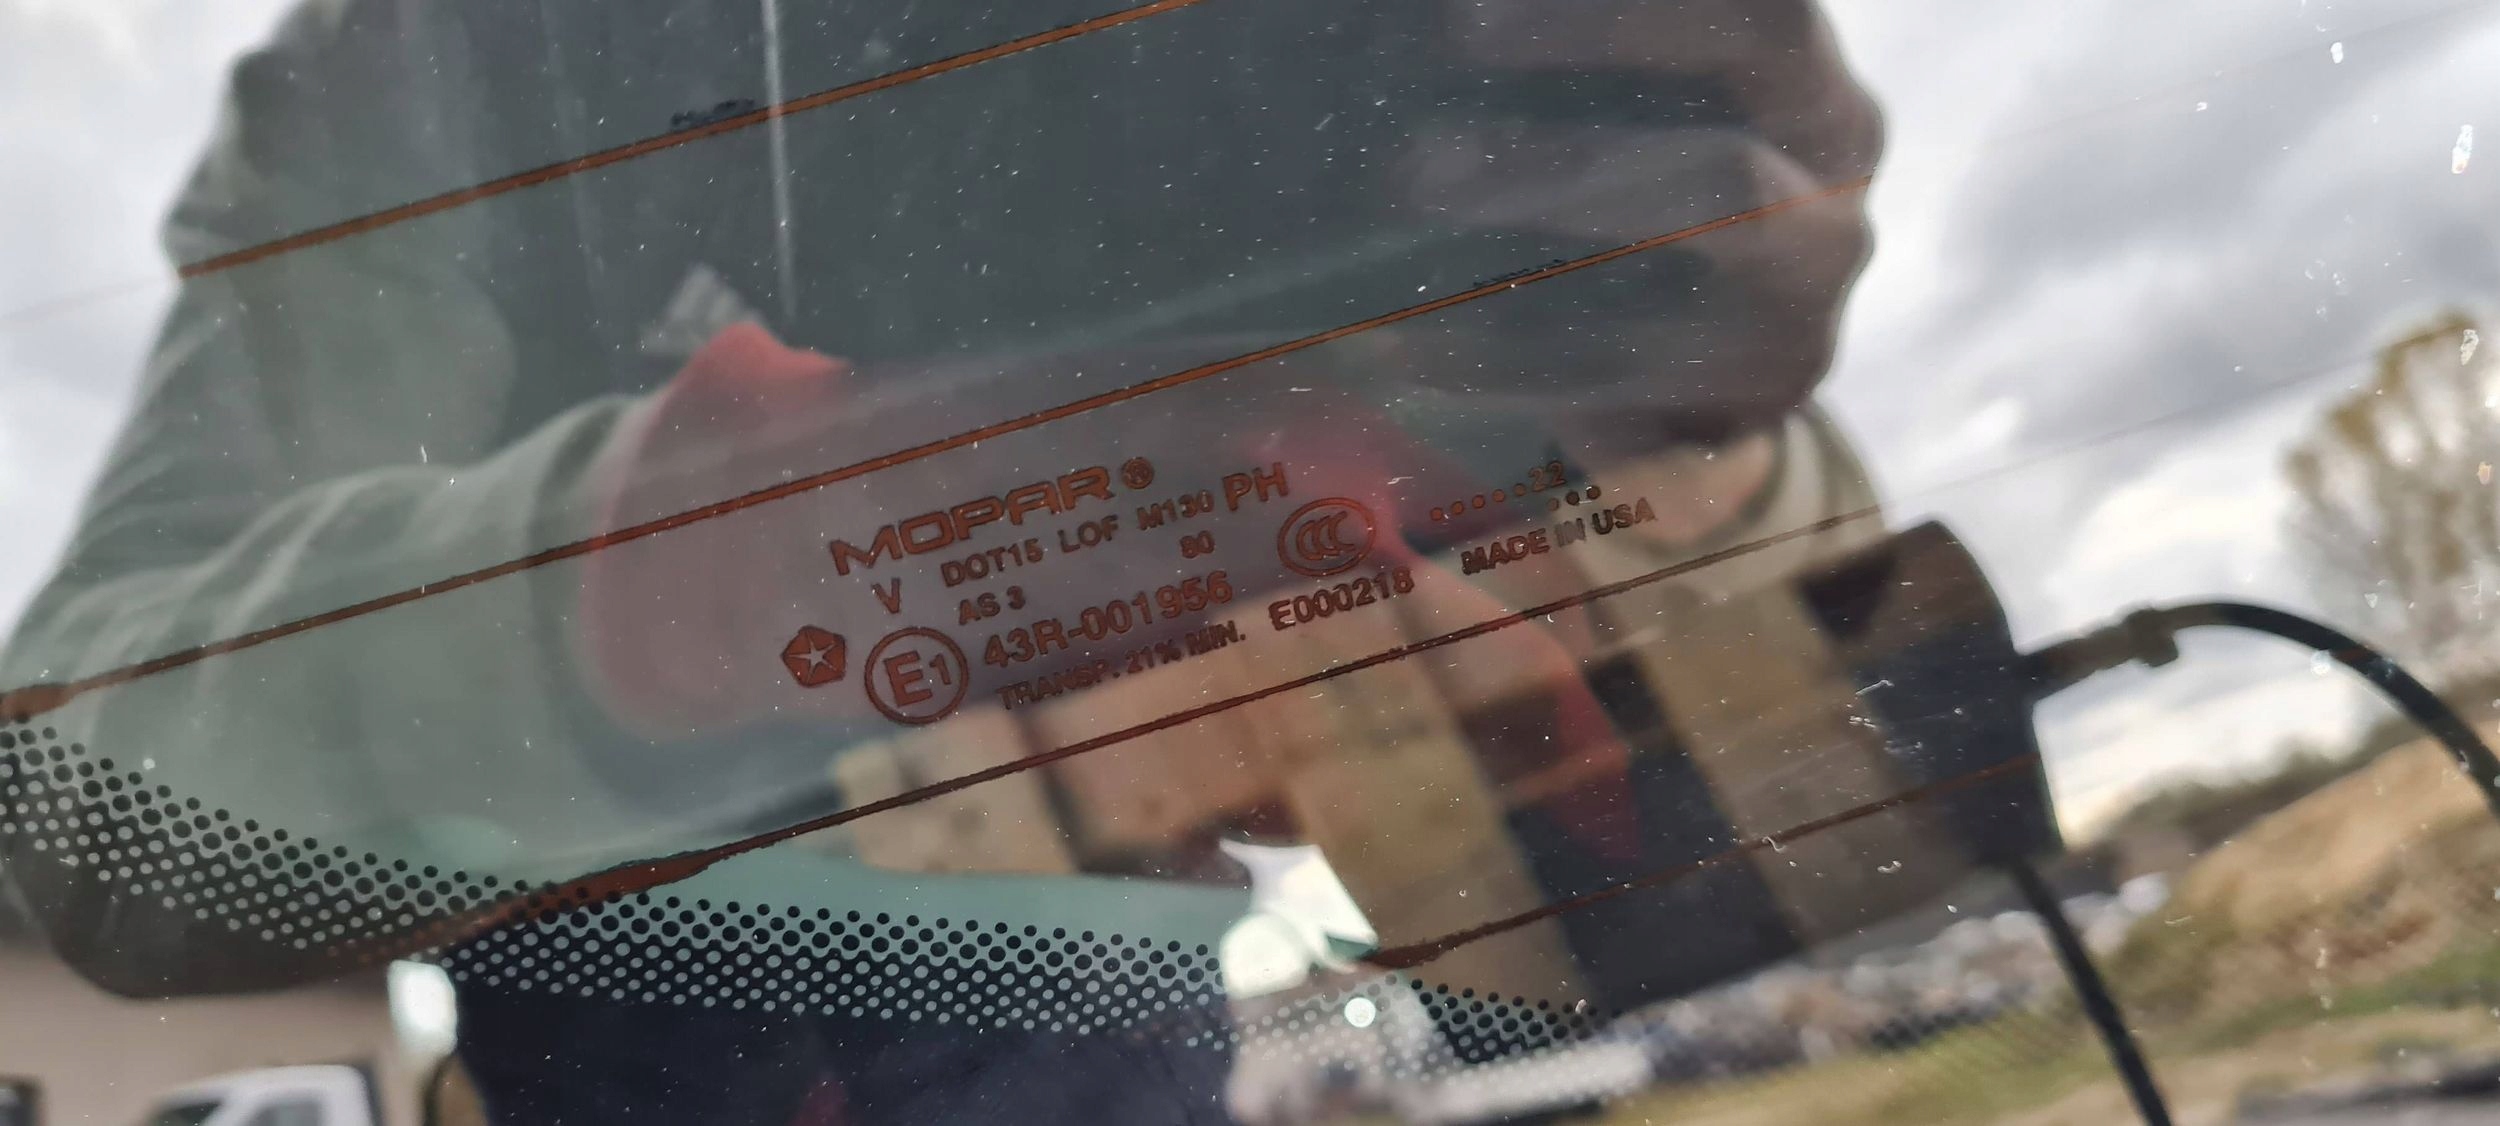 MOPAR®
V DOT15 LOF M130 PH
AS 3 80
CCC
.....22
...
E1 43R-001956
TRANSP. 21% MIN. E000218 MADE IN USA